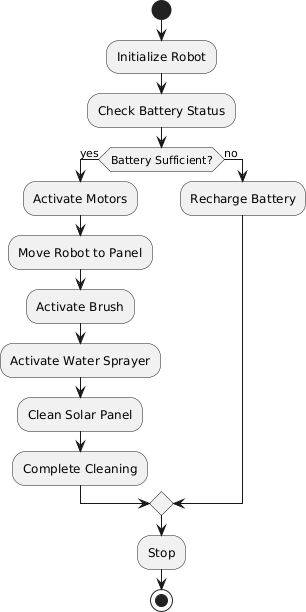 Initialize Robot
Check Battery Status
Battery Sufficient?
yes
no
Activate Motors
Recharge Battery
Move Robot to Panel
Activate Brush
Activate Water Sprayer
Clean Solar Panel
Complete Cleaning
Stop